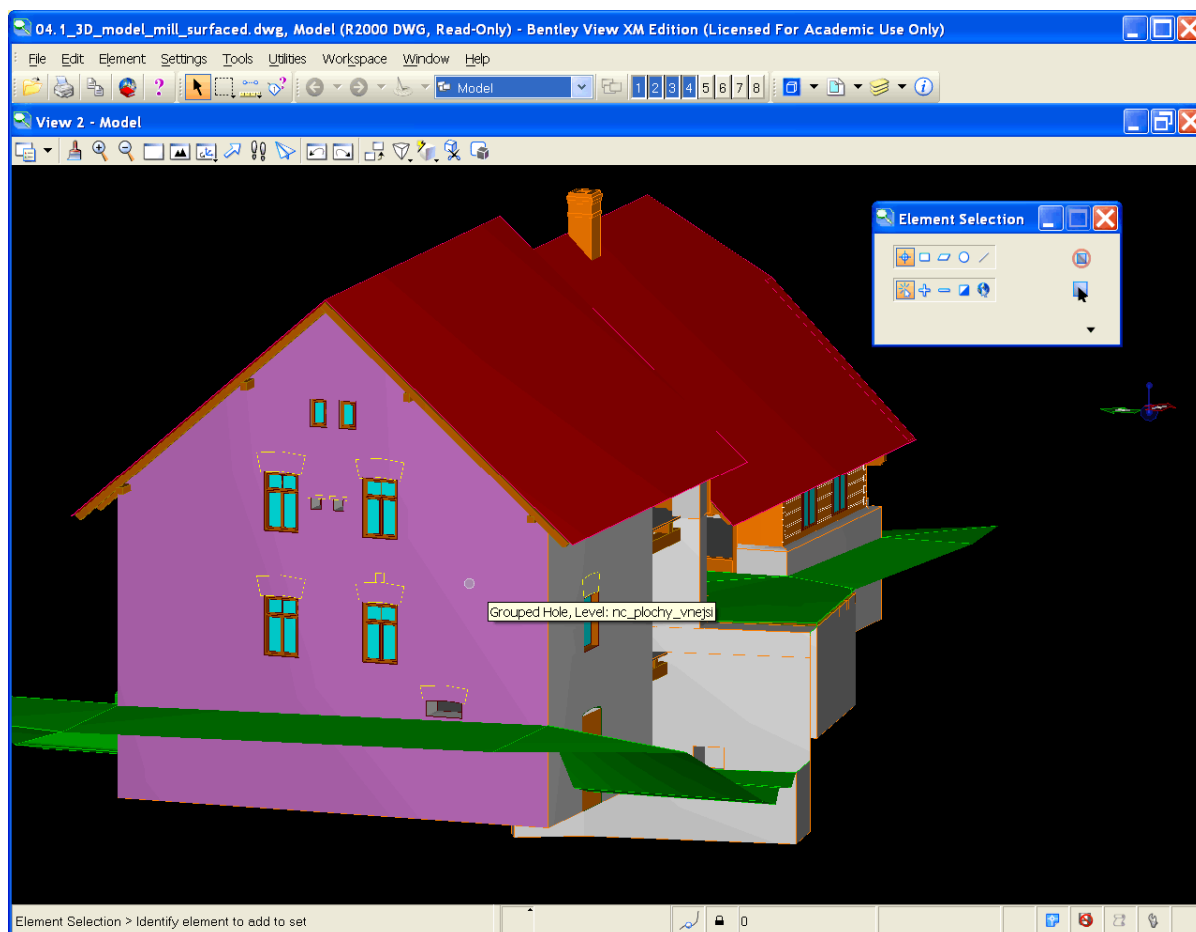 04.1_3D_model_mill_surfaced.dwg, Model (R2000 DWG, Read-Only) - Bentley View XM Edition (Licensed For Academic Use Only)
File Edit Element Settings Tools Utilities Workspace Window Help
Model 1 2 3 4 5 6 7 8
View 2 - Model
Element Selection
Grouped Hole, Level: nc_plochy_vnejsi
Element Selection > Identify element to add to set 0